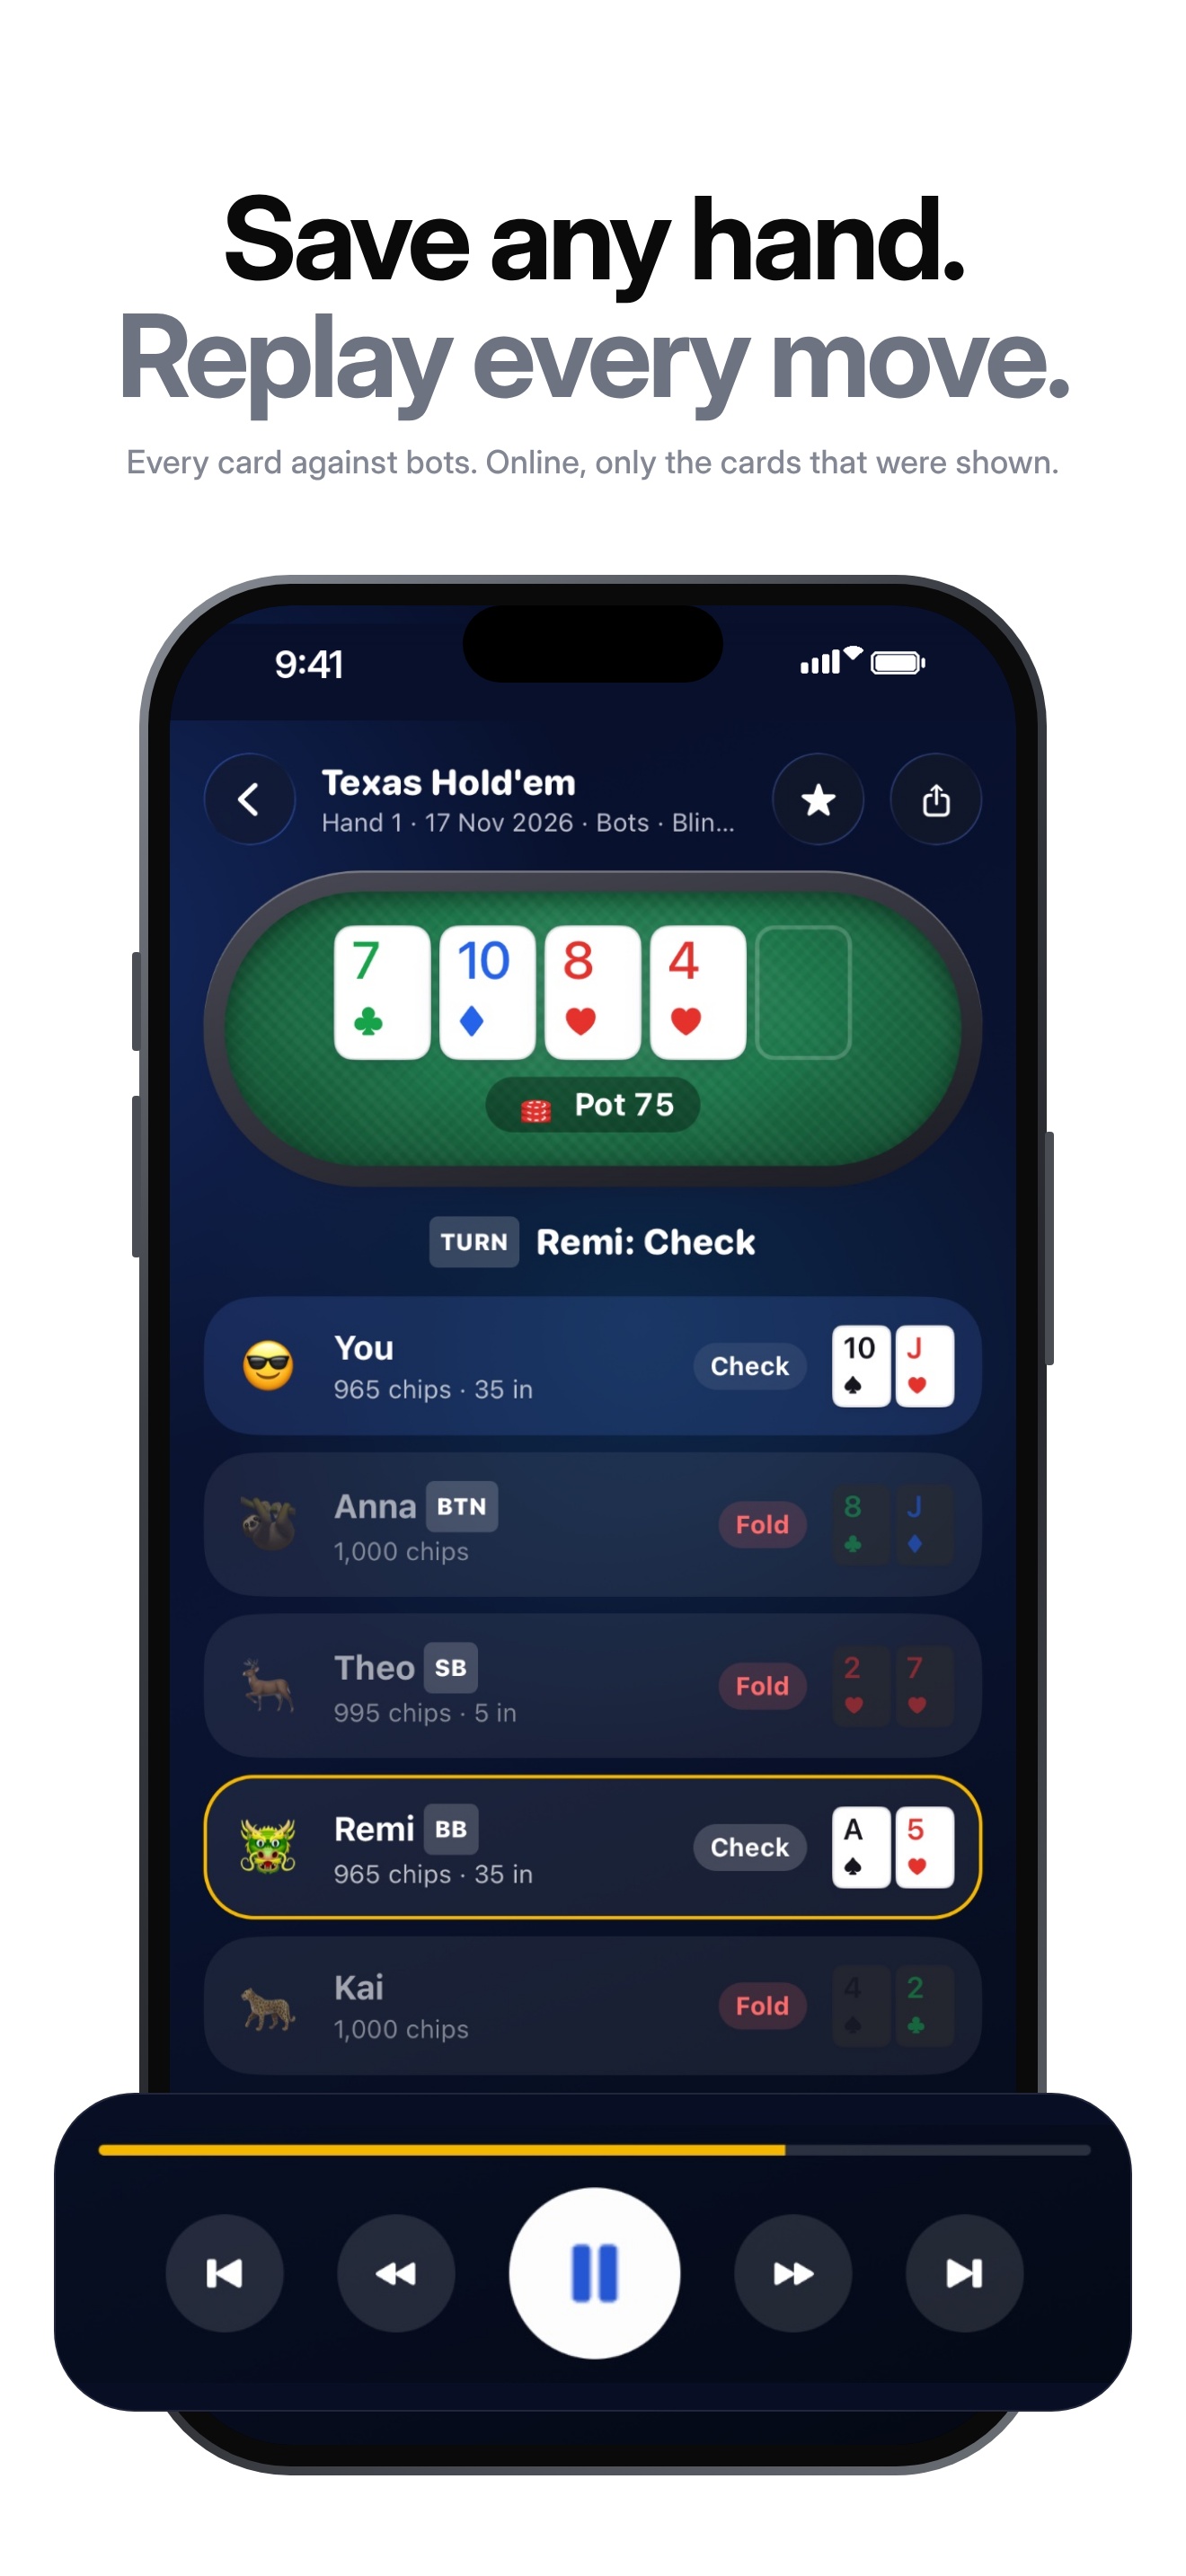 Save any hand.
Replay every move.
Every card against bots. Online, only the cards that were shown.
9:41
Texas Hold'em
Hand 1 · 17 Nov 2026 · Bots · Blin...
7 10 8 4
Pot 75
TURN Remi: Check
You
965 chips · 35 in
Check
10 J
Anna BTN
1,000 chips
Fold
8 J
Theo SB
995 chips · 5 in
Fold
2 7
Remi BB
965 chips · 35 in
Check
A 5
Kai
1,000 chips
Fold
4 2